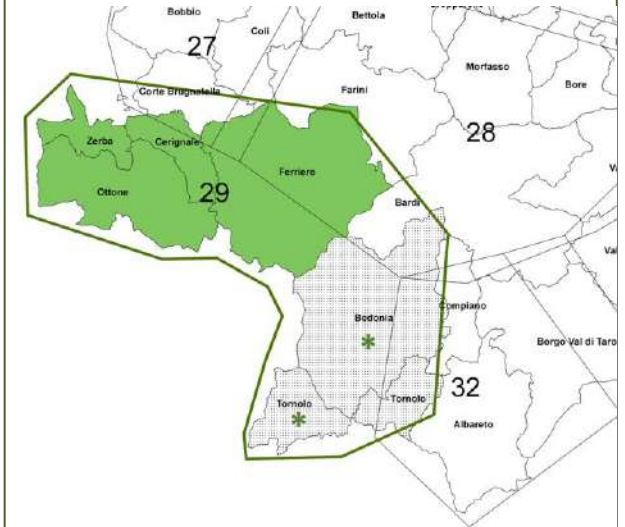 Bobbio
Bettola
Coli
27
Morfasso
Corte Brugnatella
Farini
Bore
28
Zerba
Cerignale
Ferriere
29
Ottone
Bardi
Compiano
Bedonia
*
Borgo Val di Taro
32
Tornolo
Tornolo
*
Albareto